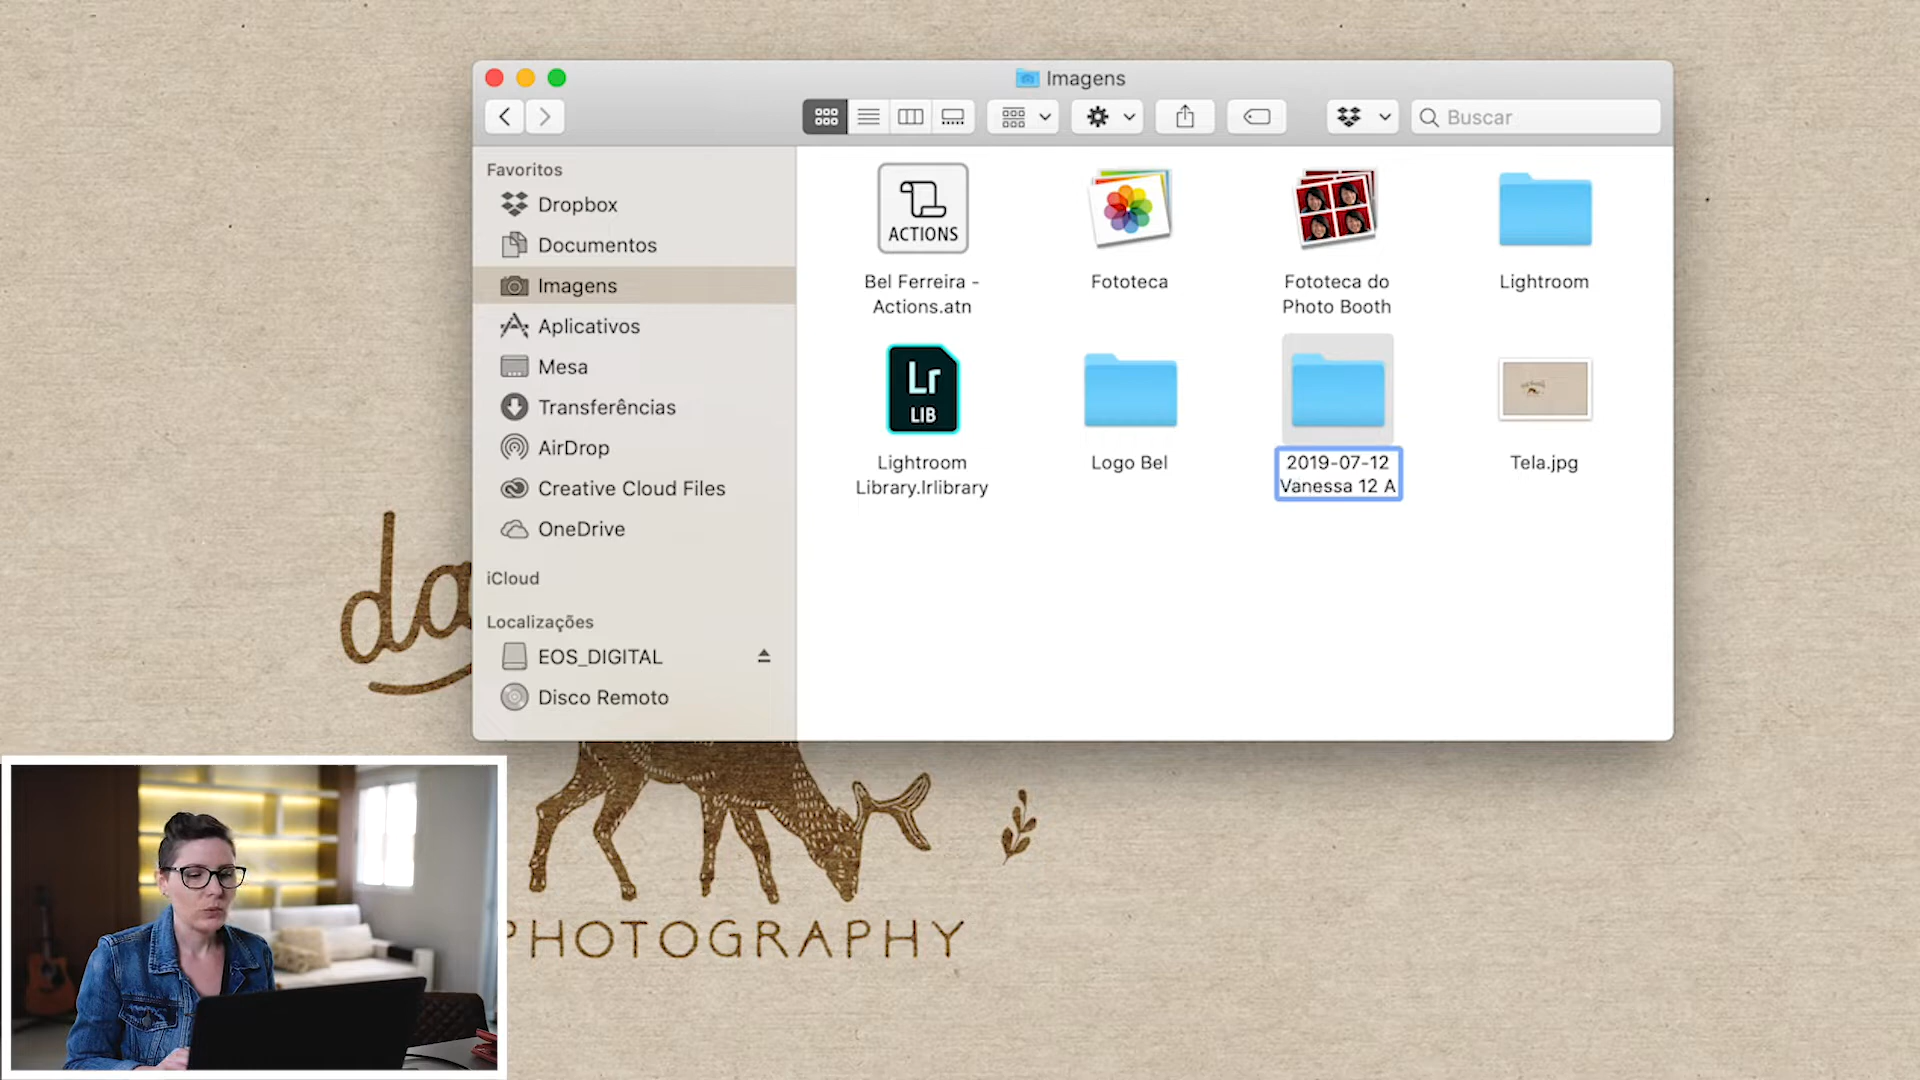 Imagens
Buscar
Favoritos
Dropbox
Documentos
Imagens
Aplicativos
Mesa
Transferências
AirDrop
Creative Cloud Files
OneDrive
iCloud
Localizações
EOS_DIGITAL
Disco Remoto
ACTIONS
Bel Ferreira -
Actions.atn
Fototeca
Fototeca do
Photo Booth
Lightroom
Lr
LIB
Lightroom
Library.lrlibrary
Logo Bel
2019-07-12
Vanessa 12 A
Tela.jpg
da
PHOTOGRAPHY